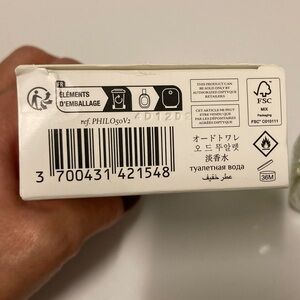 FR
ÉLÉMENTS
D'EMBALLAGE
THIS PRODUCT CAN
BE SOLD ONLY BY
AUTHORIZED DIPTYQUE
RETAILERS
CET ARTICLE NE PEUT
ÊTRE VENDU QUE
PAR LES DÉPOSITAIRES
AGRÉÉS DIPTYQUE
FSC
MIX
Packaging
FSC® C010111
ref. PHILO50V2
3 700431 421548
オードトワレ
오 드 뚜왈렛
淡香水
туалетная вода
عطر خفيف
36M